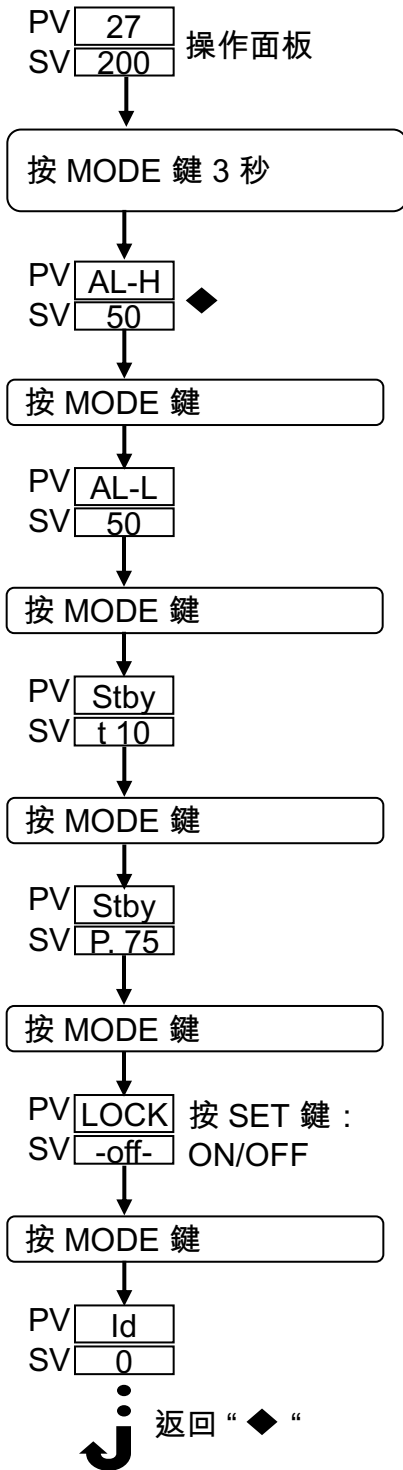 PV 27
SV 200
操作面板
按 MODE 鍵 3 秒
PV AL-H
SV 50 ◆
按 MODE 鍵
PV AL-L
SV 50
按 MODE 鍵
PV Stby
SV t 10
按 MODE 鍵
PV Stby
SV P. 75
按 MODE 鍵
PV LOCK
SV -off-
按 SET 鍵：
ON/OFF
按 MODE 鍵
PV Id
SV 0
返回 “ ◆ “